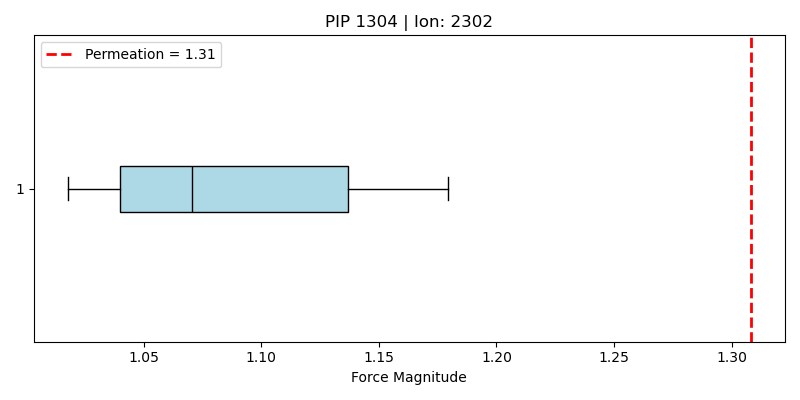 PIP 1304 | Ion: 2302
Permeation = 1.31
1
1.05 1.10 1.15 1.20 1.25 1.30
Force Magnitude